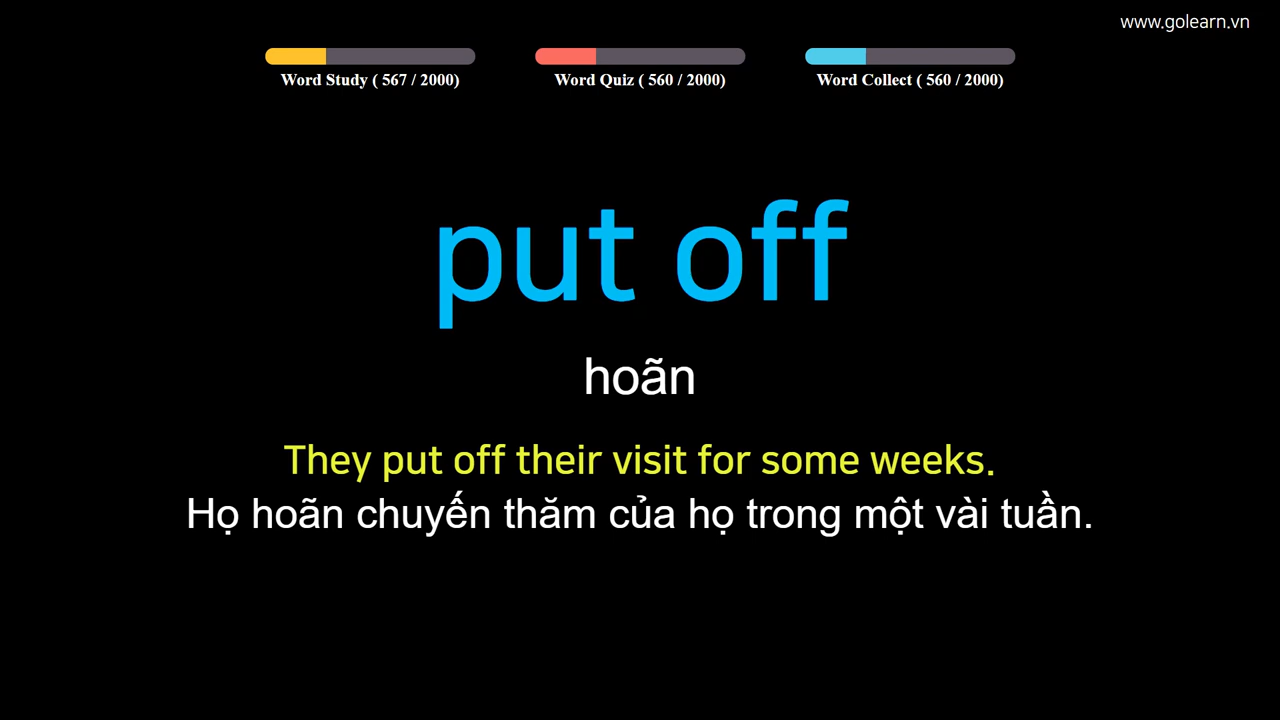 www.golearn.vn
Word Study ( 567 / 2000) Word Quiz ( 560 / 2000) Word Collect ( 560 / 2000)
put off
hoãn
They put off their visit for some weeks.
Họ hoãn chuyến thăm của họ trong một vài tuần.